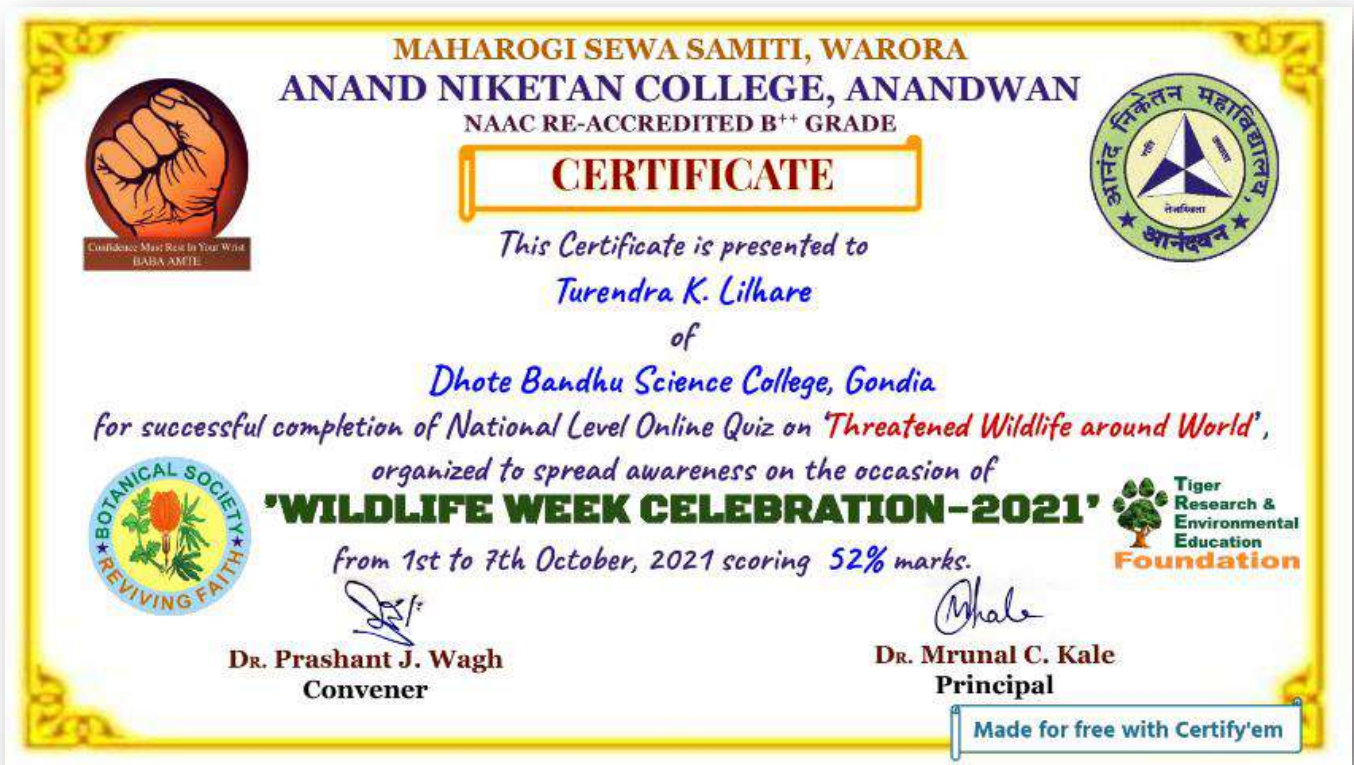 MAHAROGI SEWA SAMITI, WARORA
ANAND NIKETAN COLLEGE, ANANDWAN
NAAC RE-ACCREDITED B++ GRADE
CERTIFICATE
Confidence Must Rest In Your Wrist
BABA AMTE
आनंद निकेतन महाविद्यालय,
तेजस्विता
आनंदवन
This Certificate is presented to
Turendra K. Lilhare
of
Dhote Bandhu Science College, Gondia
for successful completion of National Level Online Quiz on 'Threatened Wildlife around World',
organized to spread awareness on the occasion of
'WILDLIFE WEEK CELEBRATION-2021'
from 1st to 7th October, 2021 scoring 52% marks.
BOTANICAL SOCIETY
REVIVING FAITH
Tiger
Research &
Environmental
Education
Foundation
DR. Prashant J. Wagh
Convener
DR. Mrunal C. Kale
Principal
Made for free with Certify'em